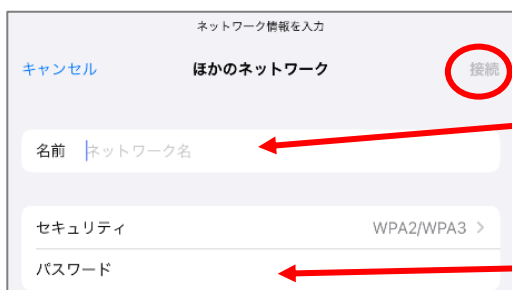 ネットワーク情報を入力
キャンセル ほかのネットワーク 接続
名前 ネットワーク名
セキュリティ WPA2/WPA3 >
パスワード